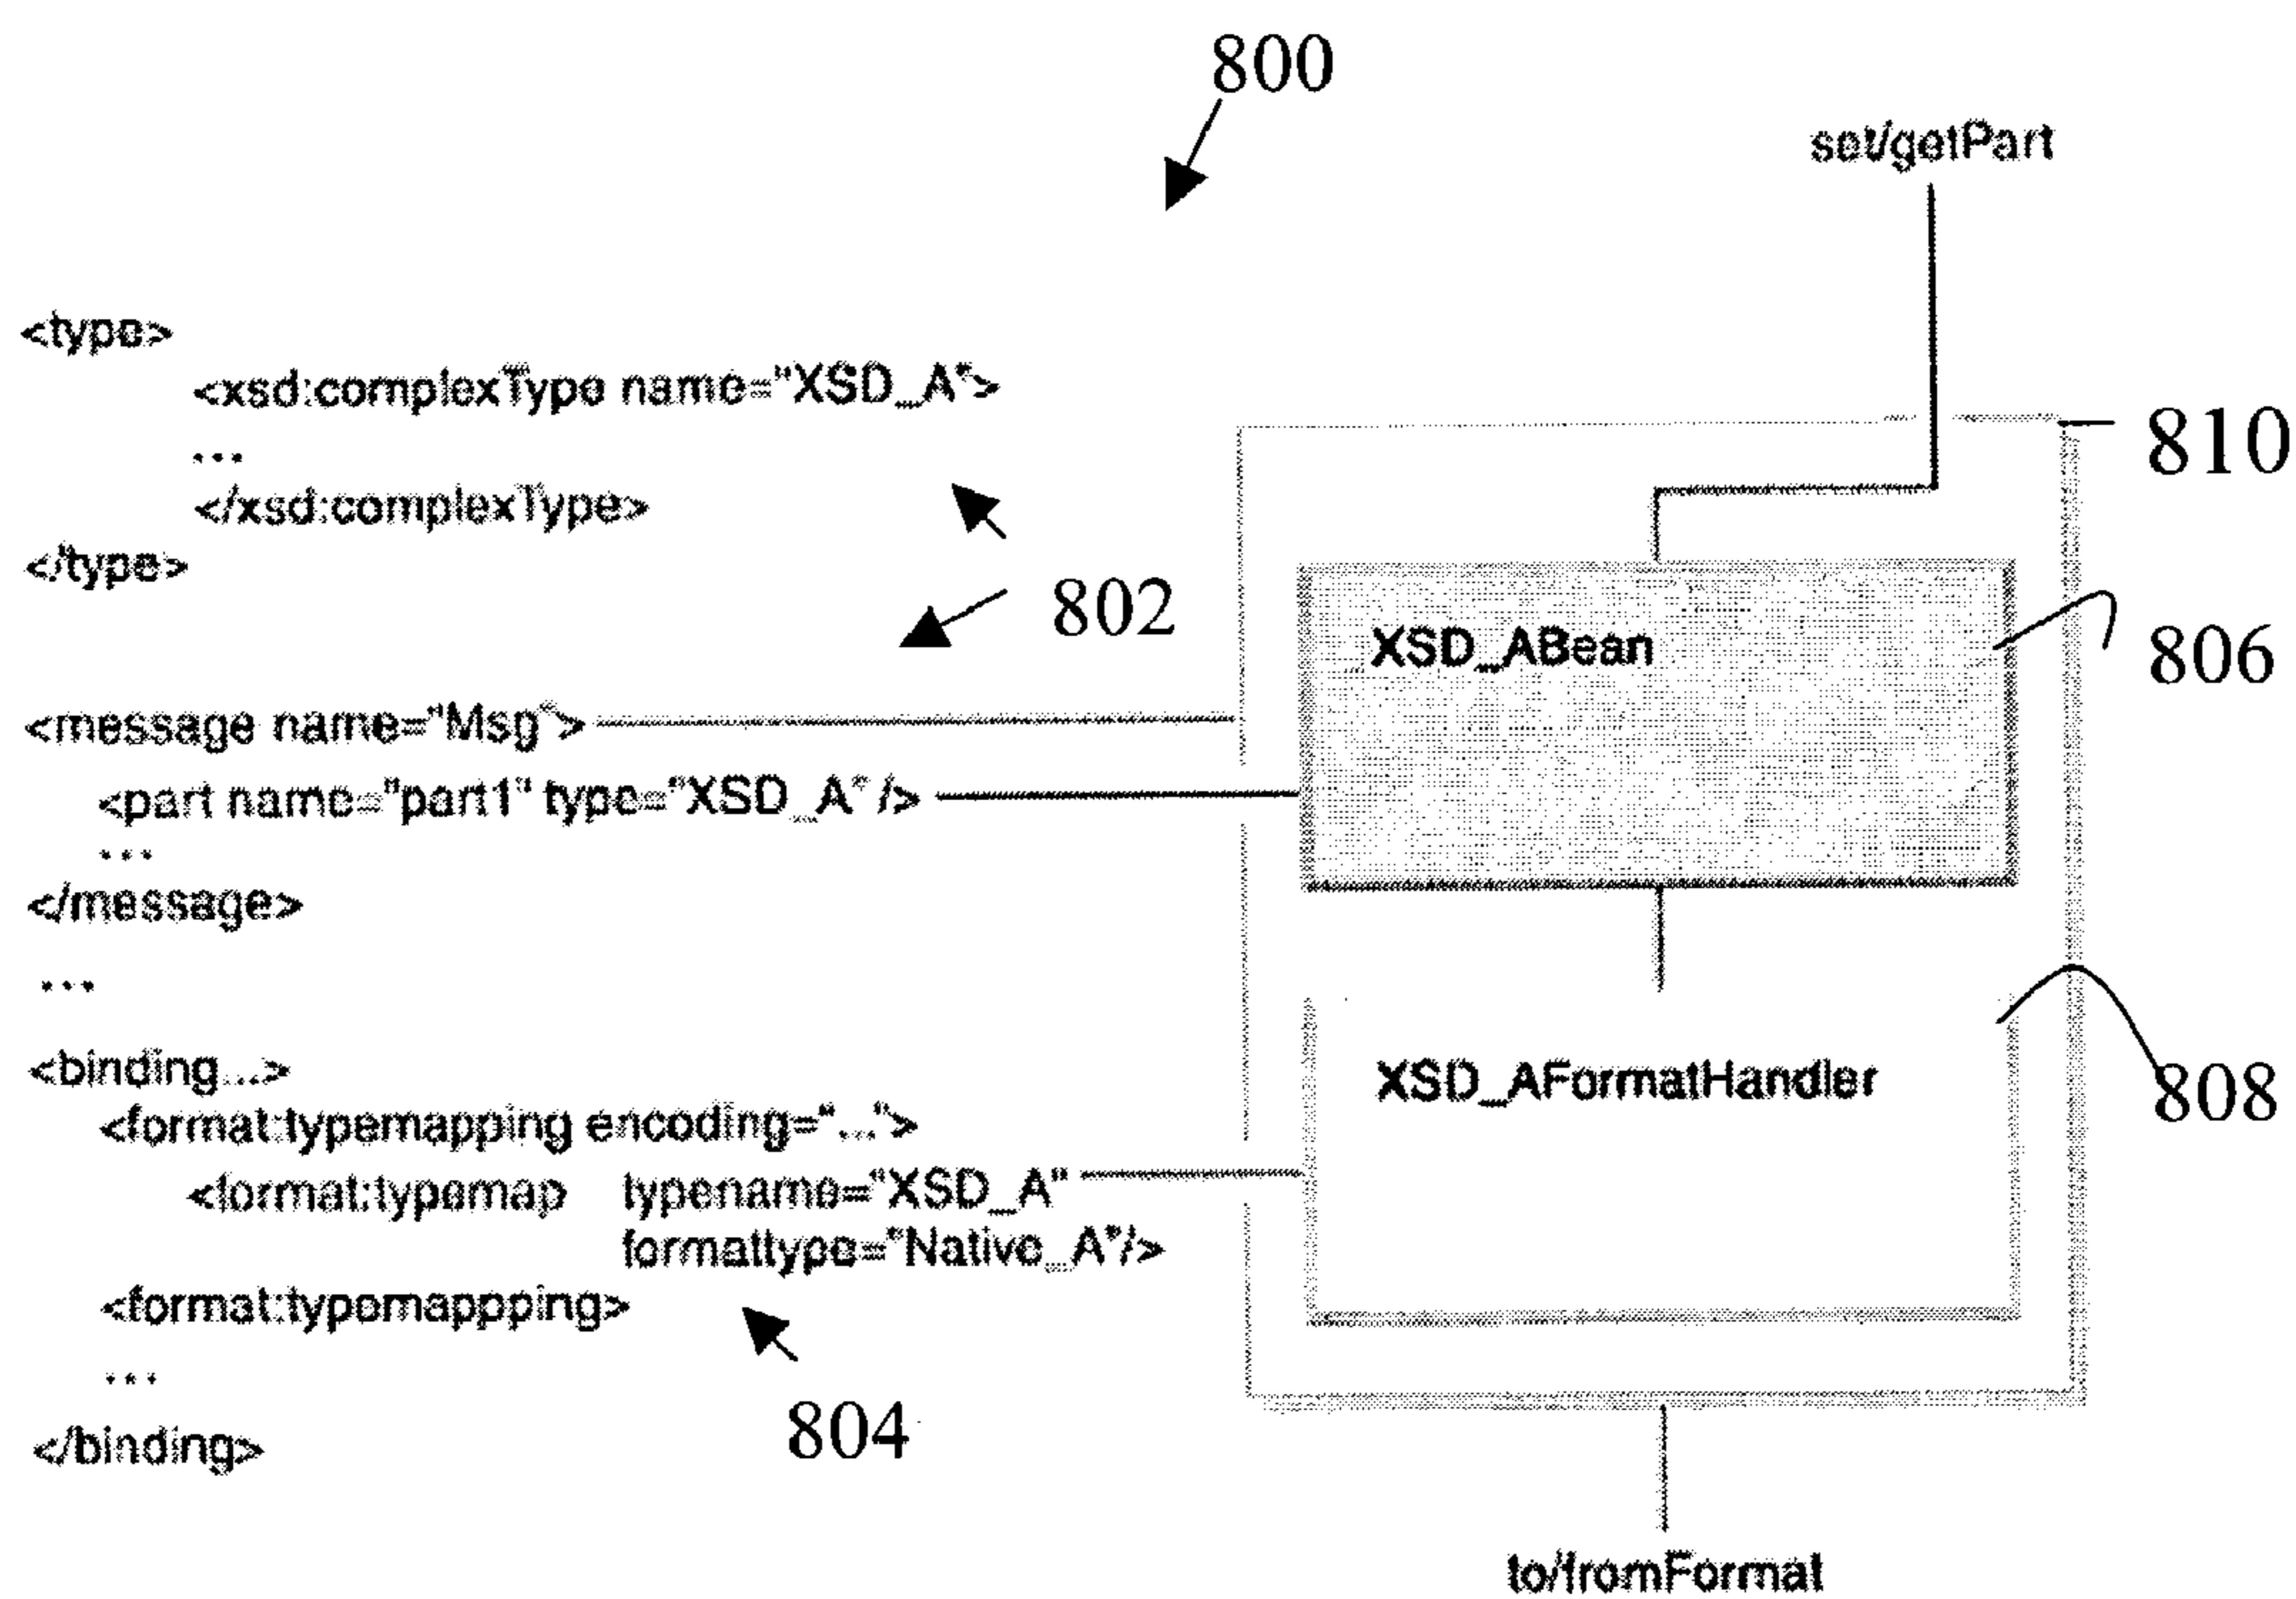 800
set/getPart
<type>
<xsd:complexType name="XSD_A">
...
</xsd:complexType>
</type>
810
802
XSD_ABean
806
<message name="Msg">
<part name="part1" type="XSD_A" />
...
</message>
...
<binding...>
XSD_AFormatHandler
808
<format:typemapping encoding="...">
<format:typemap typename="XSD_A"
formattype="Native_A"/>
<format:typemappping>
...
804
</binding>
to/fromFormat